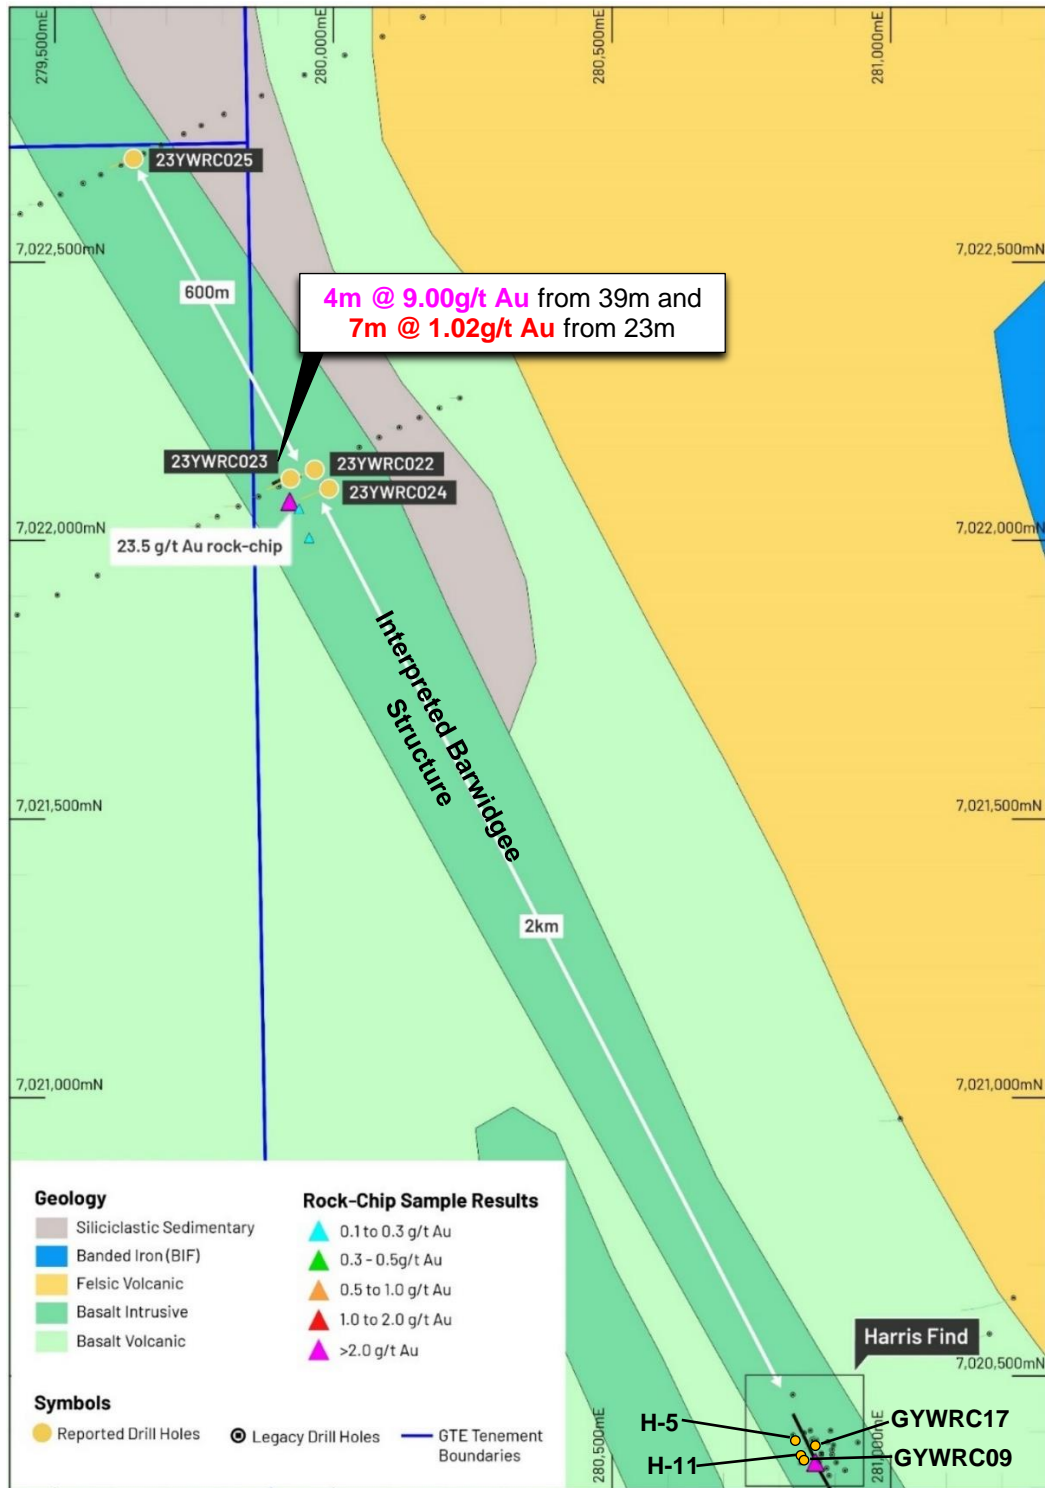 279,500mE
280,000mE
280,500mE
281,000mE
23YWRC025
7,022,500mN
7,022,500mN
600m
4m @ 9.00g/t Au from 39m and
7m @ 1.02g/t Au from 23m
23YWRC023
23YWRC022
23YWRC024
7,022,000mN
7,022,000mN
23.5 g/t Au rock-chip
Interpreted Barwidgee
Structure
7,021,500mN
7,021,500mN
2km
7,021,000mN
7,021,000mN
Geology
Siliciclastic Sedimentary
Banded Iron (BIF)
Felsic Volcanic
Basalt Intrusive
Basalt Volcanic
Rock-Chip Sample Results
0.1 to 0.3 g/t Au
0.3 - 0.5g/t Au
0.5 to 1.0 g/t Au
1.0 to 2.0 g/t Au
>2.0 g/t Au
Symbols
Reported Drill Holes
Legacy Drill Holes
GTE Tenement
Boundaries
Harris Find
7,020,500mN
H-5
GYWRC17
H-11
GYWRC09
280,500mE
281,000mE